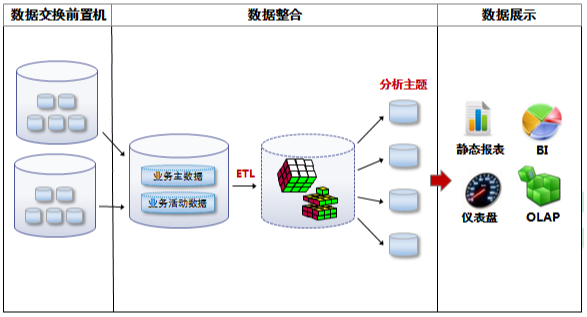 数据交换前置机
数据整合
数据展示
分析主题
业务主数据
业务活动数据
ETL
静态报表
BI
仪表盘
OLAP